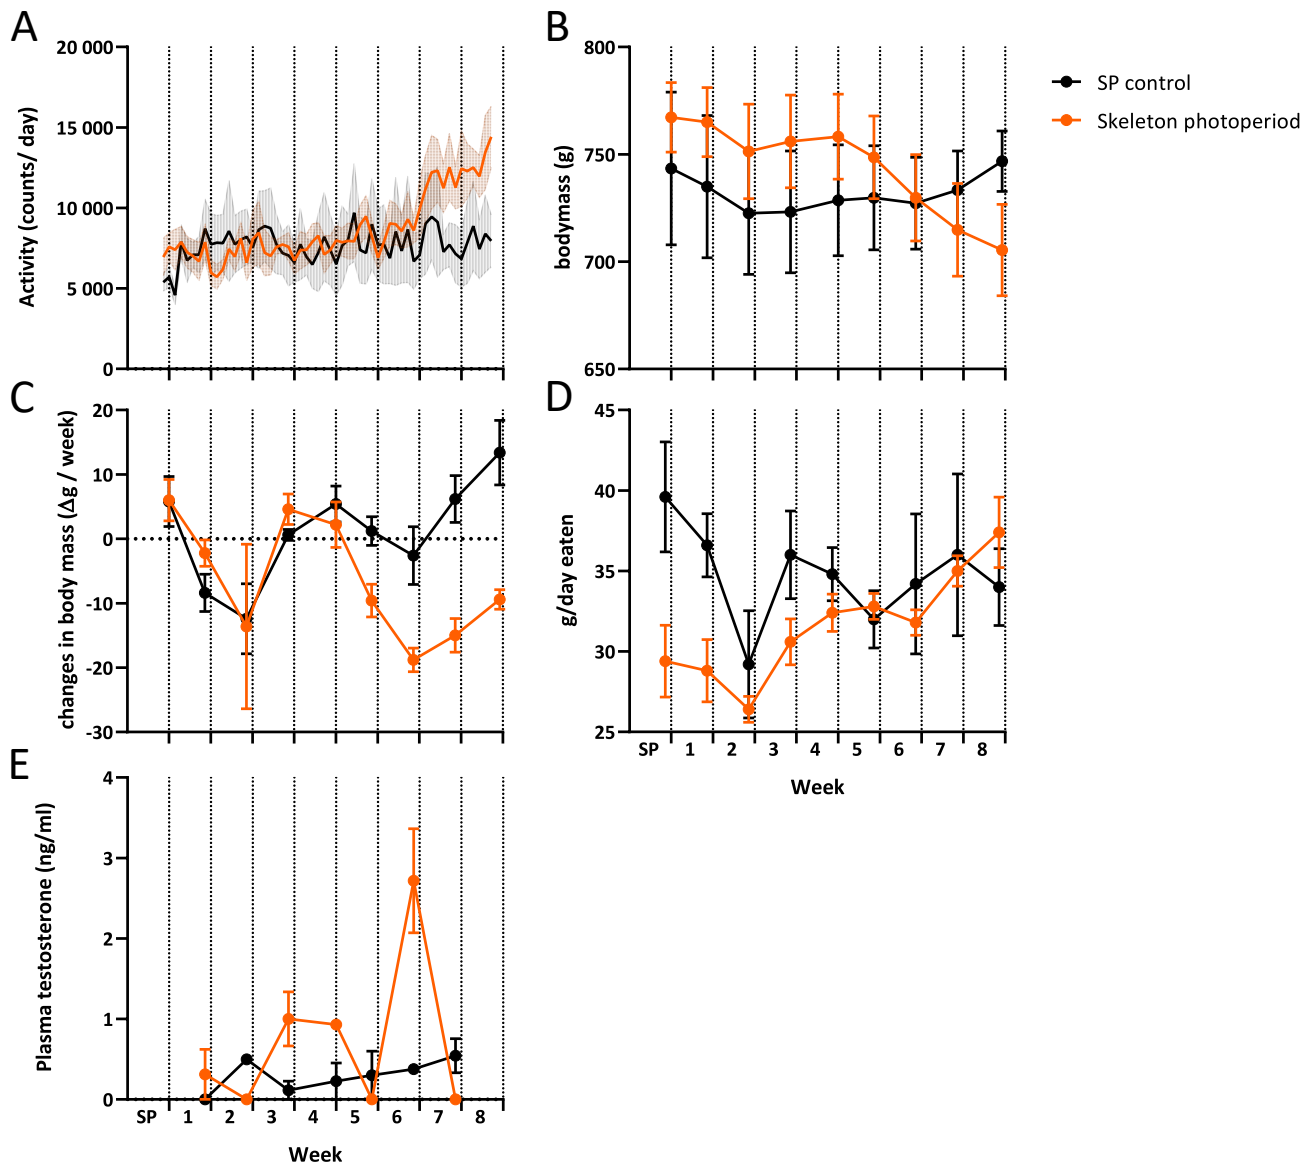 A
20 000
15 000
10 000
5 000
0
Activity (counts/ day)
B
800
750
700
650
bodymass (g)
SP control
Skeleton photoperiod
C
20
10
0
-10
-20
-30
changes in body mass (Δg / week)
D
45
40
35
30
25
g/day eaten
SP 1 2 3 4 5 6 7 8
Week
E
4
3
2
1
0
Plasma testosterone (ng/ml)
SP 1 2 3 4 5 6 7 8
Week